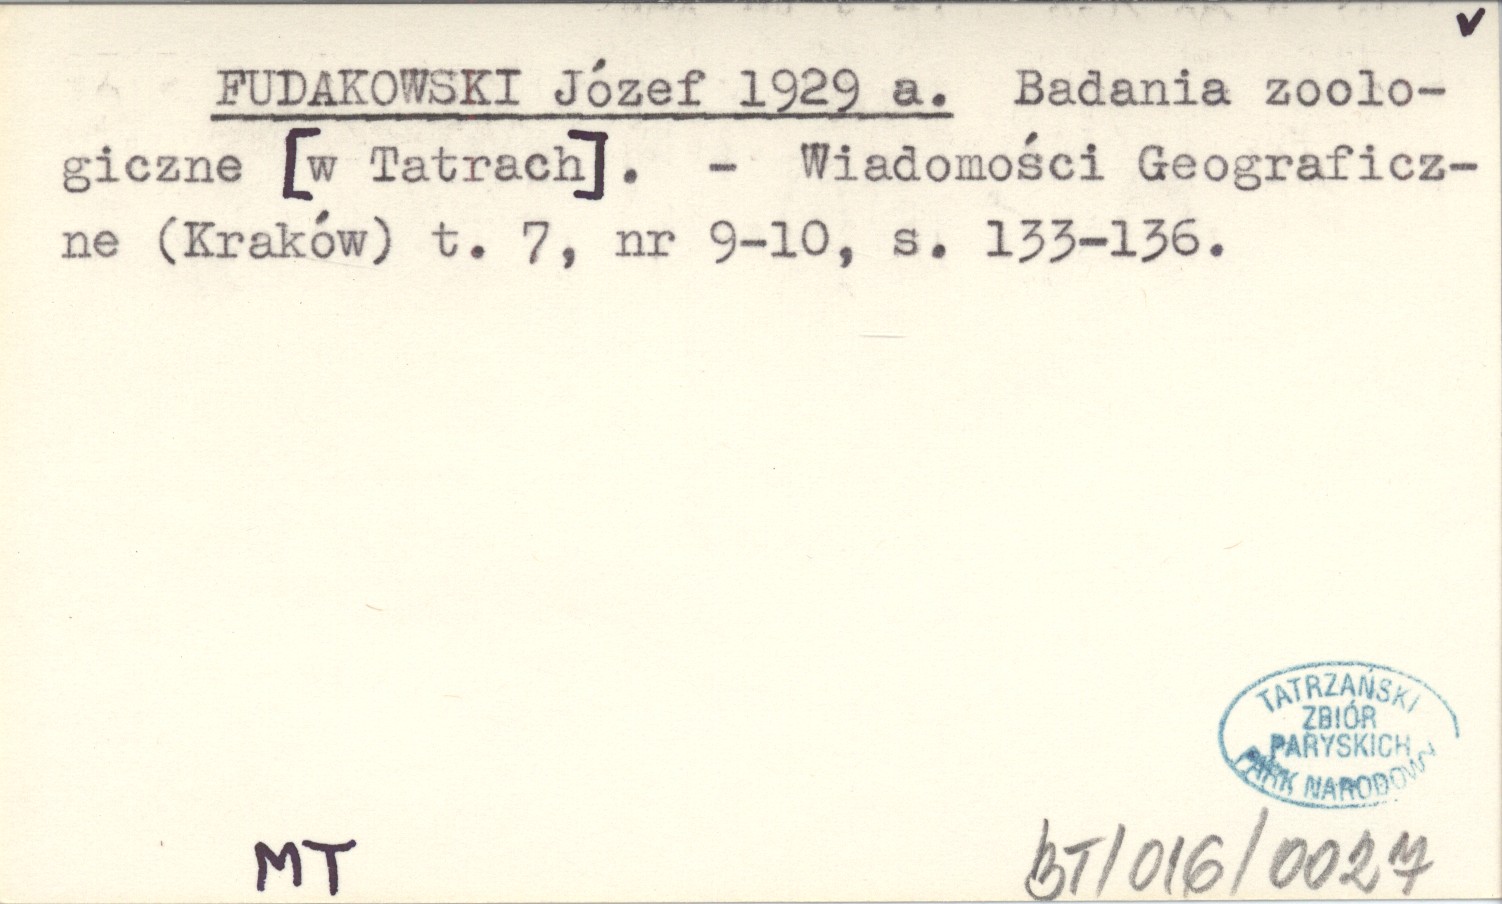 v
FUDAKOWSKI Józef 1929 a. Badania zoolo-
giczne [w Tatrach]. - Wiadomości Geograficz-
ne (Kraków) t. 7, nr 9-10, s. 133-136.
TATRZAŃSKI
ZBIÓR
PARYSKICH
PARK NARODOWY
MT
BT/016/0027